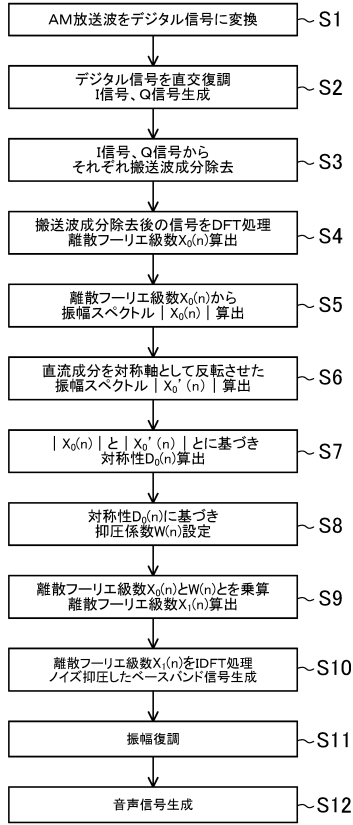 AM放送波をデジタル信号に変換
S1
デジタル信号を直交復調
I信号、Q信号生成
S2
I信号、Q信号から
それぞれ搬送波成分除去
S3
搬送波成分除去後の信号をDFT処理
離散フーリエ級数X₀(n)算出
S4
離散フーリエ級数X₀(n)から
振幅スペクトル|X₀(n)|算出
S5
直流成分を対称軸として反転させた
振幅スペクトル|X₀'(n)|算出
S6
|X₀(n)|と|X₀'(n)|とに基づき
対称性D₀(n)算出
S7
対称性D₀(n)に基づき
抑圧係数W(n)設定
S8
離散フーリエ級数X₀(n)とW(n)とを乗算
離散フーリエ級数X₁(n)算出
S9
離散フーリエ級数X₁(n)をIDFT処理
ノイズ抑圧したベースバンド信号生成
S10
振幅復調
S11
音声信号生成
S12